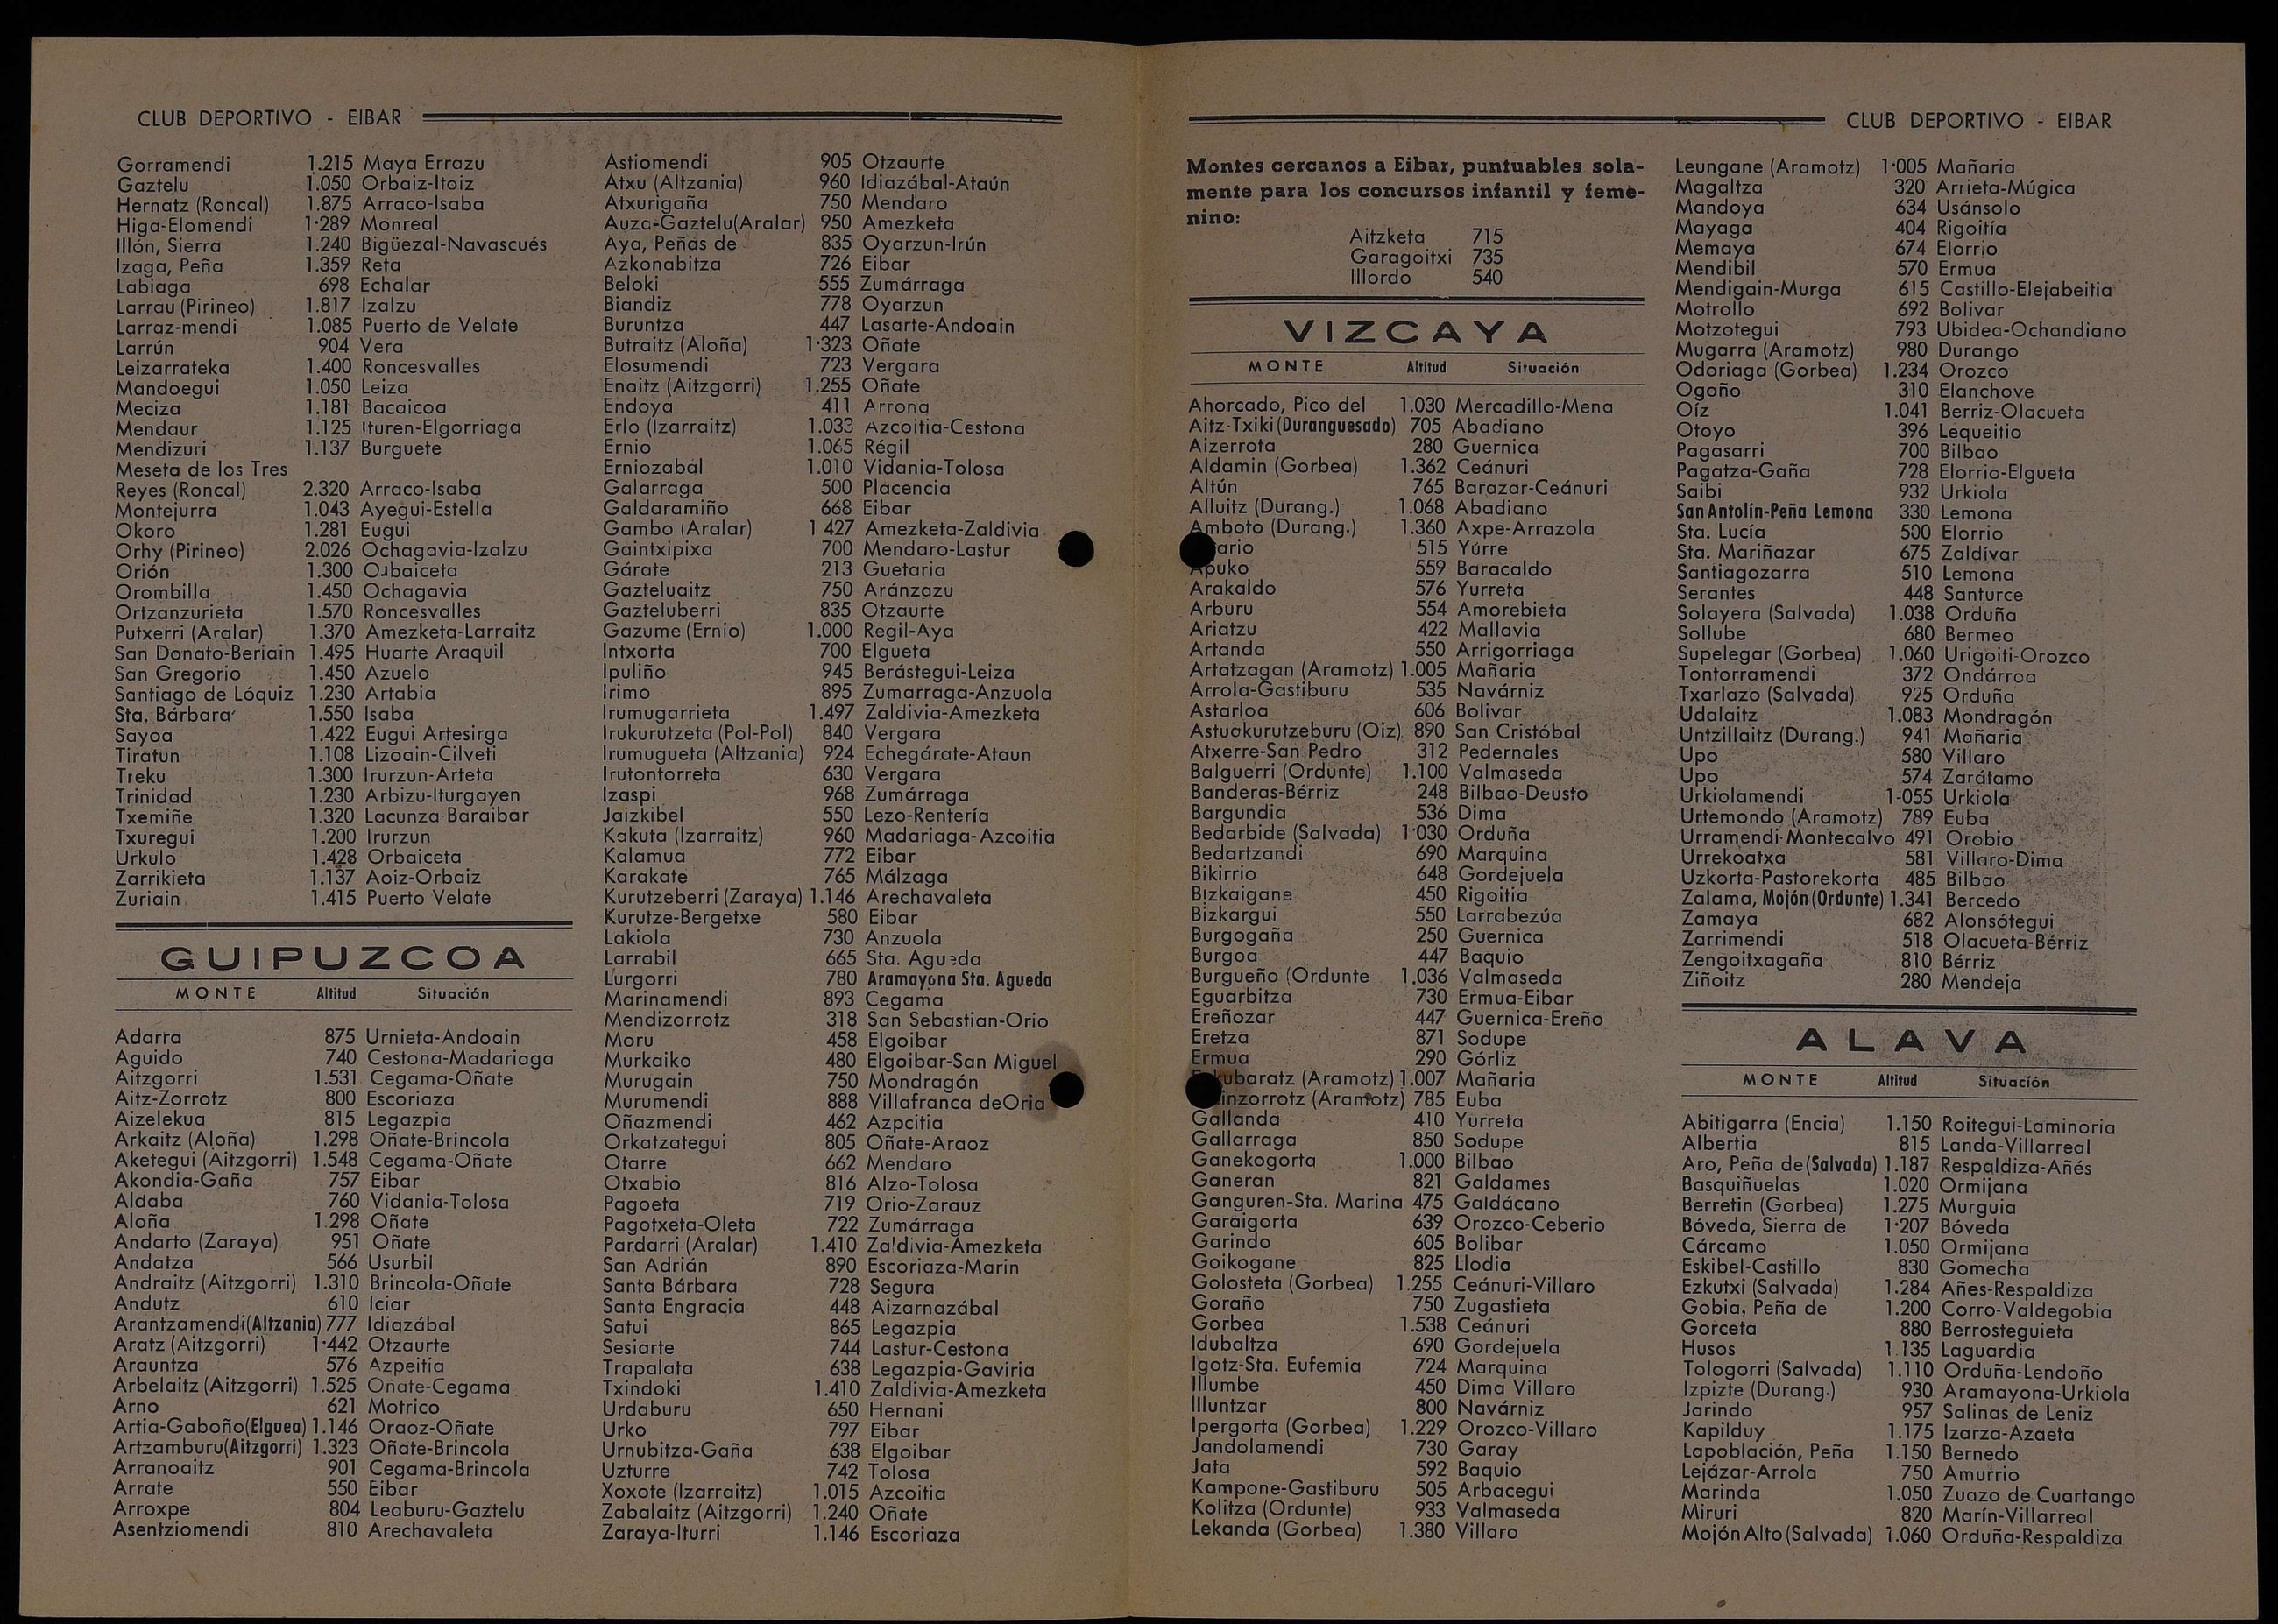 CLUB DEPORTIVO - EIBAR
Gorramendi 1.215 Maya Errazu
Gaztelu 1.050 Orbaiz-Itoiz
Hernatz (Roncal) 1.875 Arraco-Isaba
Higa-Elomendi 1·289 Monreal
Illón, Sierra 1.240 Bigüezal-Navascués
Izaga, Peña 1.359 Reta
Labiaga 698 Echalar
Larrau (Pirineo) 1.817 Izalzu
Larraz-mendi 1.085 Puerto de Velate
Larrún 904 Vera
Leizarrateka 1.400 Roncesvalles
Mandoegui 1.050 Leiza
Meciza 1.181 Bacaicoa
Mendaur 1.125 Ituren-Elgorriaga
Mendizuri 1.137 Burguete
Meseta de los Tres
Reyes (Roncal) 2.320 Arraco-Isaba
Montejurra 1.043 Ayegui-Estella
Okoro 1.281 Eugui
Orhy (Pirineo) 2.026 Ochagavia-Izalzu
Orión 1.300 Orbaiceta
Orombilla 1.450 Ochagavia
Ortzanzurieta 1.570 Roncesvalles
Putxerri (Aralar) 1.370 Amezketa-Larraitz
San Donato-Beriain 1.495 Huarte Araquil
San Gregorio 1.450 Azuelo
Santiago de Lóquiz 1.230 Artabia
Sta. Bárbara 1.550 Isaba
Sayoa 1.422 Eugui Artesirga
Tiratun 1.108 Lizoain-Cilveti
Treku 1.300 Irurzun-Arteta
Trinidad 1.230 Arbizu-Iturgayen
Txemiñe 1.320 Lacunza Baraibar
Txuregui 1.200 Irurzun
Urkulo 1.428 Orbaiceta
Zarrikieta 1.137 Aoiz-Orbaiz
Zuriain 1.415 Puerto Velate
GUIPUZCOA
MONTE Altitud Situación
Adarra 875 Urnieta-Andoain
Aguido 740 Cestona-Madariaga
Aitzgorri 1.531 Cegama-Oñate
Aitz-Zorrotz 800 Escoriaza
Aizelekua 815 Legazpia
Arkaitz (Aloña) 1.298 Oñate-Brincola
Aketegui (Aitzgorri) 1.548 Cegama-Oñate
Akondia-Gaña 757 Eibar
Aldaba 760 Vidania-Tolosa
Aloña 1.298 Oñate
Andarto (Zaraya) 951 Oñate
Andatza 566 Usurbil
Andraitz (Aitzgorri) 1.310 Brincola-Oñate
Andutz 610 Iciar
Arantzamendi(Altzania) 777 Idiazábal
Aratz (Aitzgorri) 1·442 Otzaurte
Arauntza 576 Azpeitia
Arbelaitz (Aitzgorri) 1.525 Oñate-Cegama
Arno 621 Motrico
Artia-Gaboño(Elguea) 1.146 Oraoz-Oñate
Artzamburu(Aitzgorri) 1.323 Oñate-Brincola
Arranoaitz 901 Cegama-Brincola
Arrate 550 Eibar
Arroxpe 804 Leaburu-Gaztelu
Asentziomendi 810 Arechavaleta
Astiomendi 905 Otzaurte
Atxu (Altzania) 960 Idiazábal-Ataún
Atxurigaña 750 Mendaro
Auza-Gaztelu(Aralar) 950 Amezketa
Aya, Peñas de 835 Oyarzun-Irún
Azkonabitza 726 Eibar
Beloki 555 Zumárraga
Biandiz 778 Oyarzun
Buruntza 447 Lasarte-Andoain
Butraitz (Aloña) 1·323 Oñate
Elosumendi 723 Vergara
Enaitz (Aitzgorri) 1.255 Oñate
Endoya 411 Arrona
Erlo (Izarraitz) 1.033 Azcoitia-Cestona
Ernio 1.065 Régil
Erniozabal 1.010 Vidania-Tolosa
Galarraga 500 Placencia
Galdaramiño 668 Eibar
Gambo (Aralar) 1 427 Amezketa-Zaldivia
Gaintxipixa 700 Mendaro-Lastur
Gárate 213 Guetaria
Gazteluaitz 750 Aránzazu
Gazteluberri 835 Otzaurte
Gazume (Ernio) 1.000 Regil-Aya
Intxorta 700 Elgueta
Ipuliño 945 Berástegui-Leiza
Irimo 895 Zumarraga-Anzuola
Irumugarrieta 1.497 Zaldivia-Amezketa
Irukurutzeta (Pol-Pol) 840 Vergara
Irumugueta (Altzania) 924 Echegárate-Ataun
Irutontorreta 630 Vergara
Izaspi 968 Zumárraga
Jaizkibel 550 Lezo-Rentería
Kakuta (Izarraitz) 960 Madariaga-Azcoitia
Kalamua 772 Eibar
Karakate 765 Málzaga
Kurutzeberri (Zaraya) 1.146 Arechavaleta
Kurutze-Bergetxe 580 Eibar
Lakiola 730 Anzuola
Larrabil 665 Sta. Agueda
Lurgorri 780 Aramayona Sta. Agueda
Marinamendi 893 Cegama
Mendizorrotz 318 San Sebastian-Orio
Moru 458 Elgoibar
Murkaiko 480 Elgoibar-San Miguel
Murugain 750 Mondragón
Murumendi 888 Villafranca deOria
Oñazmendi 462 Azpcitia
Orkatzategui 805 Oñate-Araoz
Otarre 662 Mendaro
Otxabio 816 Alzo-Tolosa
Pagoeta 719 Orio-Zarauz
Pagotxeta-Oleta 722 Zumárraga
Pardarri (Aralar) 1.410 Zaldivia-Amezketa
San Adrián 890 Escoriaza-Marin
Santa Bárbara 728 Segura
Santa Engracia 448 Aizarnazábal
Satui 865 Legazpia
Sesiarte 744 Lastur-Cestona
Trapalata 638 Legazpia-Gaviria
Txindoki 1.410 Zaldivia-Amezketa
Urdaburu 650 Hernani
Urko 797 Eibar
Urnubitza-Gaña 638 Elgoibar
Uzturre 742 Tolosa
Xoxote (Izarraitz) 1.015 Azcoitia
Zabalaitz (Aitzgorri) 1.240 Oñate
Zaraya-Iturri 1.146 Escoriaza
CLUB DEPORTIVO - EIBAR
Montes cercanos a Eibar, puntuables sola-
mente para los concursos infantil y feme-
nino:
Aitzketa 715
Garagoitxi 735
Illordo 540
VIZCAYA
MONTE Altitud Situación
Ahorcado, Pico del 1.030 Mercadillo-Mena
Aitz-Txiki(Duranguesado) 705 Abadiano
Aizerrota 280 Guernica
Aldamin (Gorbea) 1.362 Ceánuri
Altún 765 Barazar-Ceánuri
Alluitz (Durang.) 1.068 Abadiano
Amboto (Durang.) 1.360 Axpe-Arrazola
515 Yurre
Apuko 559 Baracaldo
Arakaldo 576 Yurreta
Arburu 554 Amorebieta
Ariatzu 422 Mallavia
Artanda 550 Arrigorriaga
Artatzagan (Aramotz) 1.005 Mañaria
Arrola-Gastiburu 535 Navárniz
Astarloa 606 Bolivar
Astuakurutzeburu (Oiz) 890 San Cristóbal
Atxerre-San Pedro 312 Pedernales
Balguerri (Ordunte) 1.100 Valmaseda
Banderas-Bérriz 248 Bilbao-Deusto
Bargundia 536 Dima
Bedarbide (Salvada) 1·030 Orduña
Bedartzandi 690 Marquina
Bikirrio 648 Gordejuela
Bizkaigane 450 Rigoitia
Bizkargui 550 Larrabezúa
Burgogaña 250 Guernica
Burgoa 447 Baquio
Burgueño (Ordunte 1.036 Valmaseda
Eguarbitza 730 Ermua-Eibar
Ereñozar 447 Guernica-Ereño
Eretza 871 Sodupe
Ermua 290 Górliz
(Aramotz) 1.007 Mañaria
(Aramotz) 785 Euba
Gallanda 410 Yurreta
Gallarraga 850 Sodupe
Ganekogorta 1.000 Bilbao
Ganeran 821 Galdames
Ganguren-Sta. Marina 475 Galdácano
Garaigorta 639 Orozco-Ceberio
Garindo 605 Bolibar
Goikogane 825 Llodia
Golosteta (Gorbea) 1.255 Ceánuri-Villaro
Goraño 750 Zugastieta
Gorbea 1.538 Ceánuri
Idubaltza 690 Gordejuela
Igotz-Sta. Eufemia 724 Marquina
Illumbe 450 Dima Villaro
Illuntzar 800 Navárniz
Ipergorta (Gorbea) 1.229 Orozco-Villaro
Jandolamendi 730 Garay
Jata 592 Baquio
Kampone-Gastiburu 505 Arbacegui
Kolitza (Ordunte) 933 Valmaseda
Lekanda (Gorbea) 1.380 Villaro
Leungane (Aramotz) 1·005 Mañaria
Magaltza 320 Arrieta-Múgica
Mandoya 634 Usánsolo
Mayaga 404 Rigoitía
Memaya 674 Elorrio
Mendibil 570 Ermua
Mendigain-Murga 615 Castillo-Elejabeitia
Motrollo 692 Bolivar
Motzotegui 793 Ubidea-Ochandiano
Mugarra (Aramotz) 980 Durango
Odoriaga (Gorbea) 1.234 Orozco
Ogoño 310 Elanchove
Oíz 1.041 Berriz-Olacueta
Otoyo 396 Lequeitio
Pagasarri 700 Bilbao
Pagatza-Gaña 728 Elorrio-Elgueta
Saibi 932 Urkiola
San Antolín-Peña Lemona 330 Lemona
Sta. Lucía 500 Elorrio
Sta. Mariñazar 675 Zaldívar
Santiagozarra 510 Lemona
Serantes 448 Santurce
Solayera (Salvada) 1.038 Orduña
Sollube 680 Bermeo
Supelegar (Gorbea) 1.060 Urigoiti-Orozco
Tontorramendi 372 Ondárroa
Txarlazo (Salvada) 925 Orduña
Udalaitz 1.083 Mondragón
Untzillaitz (Durang.) 941 Mañaria
Upo 580 Villaro
Upo 574 Zarátamo
Urkiolamendi 1-055 Urkiola
Urtemondo (Aramotz) 789 Euba
Urramendi-Montecalvo 491 Orobio
Urrekoatxa 581 Villaro-Dima
Uzkorta-Pastorekorta 485 Bilbao
Zalama, Mojón (Ordunte) 1.341 Bercedo
Zamaya 682 Alonsótegui
Zarrimendi 518 Olacueta-Bérriz
Zengoitxagaña 810 Bérriz
Ziñoitz 280 Mendeja
ALAVA
MONTE Altitud Situación
Abitigarra (Encia) 1.150 Roitegui-Laminoria
Albertia 815 Landa-Villarreal
Aro, Peña de(Salvada) 1.187 Respaldiza-Añés
Basquiñuelas 1.020 Ormijana
Berretin (Gorbea) 1.275 Murguia
Bóveda, Sierra de 1·207 Bóveda
Cárcamo 1.050 Ormijana
Eskibel-Castillo 830 Gomecha
Ezkutxi (Salvada) 1.284 Añes-Respaldiza
Gobia, Peña de 1.200 Corro-Valdegobia
Gorceta 880 Berrosteguieta
Husos 1.135 Laguardia
Tologorri (Salvada) 1.110 Orduña-Lendoño
Izpizte (Durang.) 930 Aramayona-Urkiola
Jarindo 957 Salinas de Leniz
Kapilduy 1.175 Izarza-Azaeta
Lapoblación, Peña 1.150 Bernedo
Lejázar-Arrola 750 Amurrio
Marinda 1.050 Zuazo de Cuartango
Miruri 820 Marín-Villarreal
Mojón Alto (Salvada) 1.060 Orduña-Respaldiza